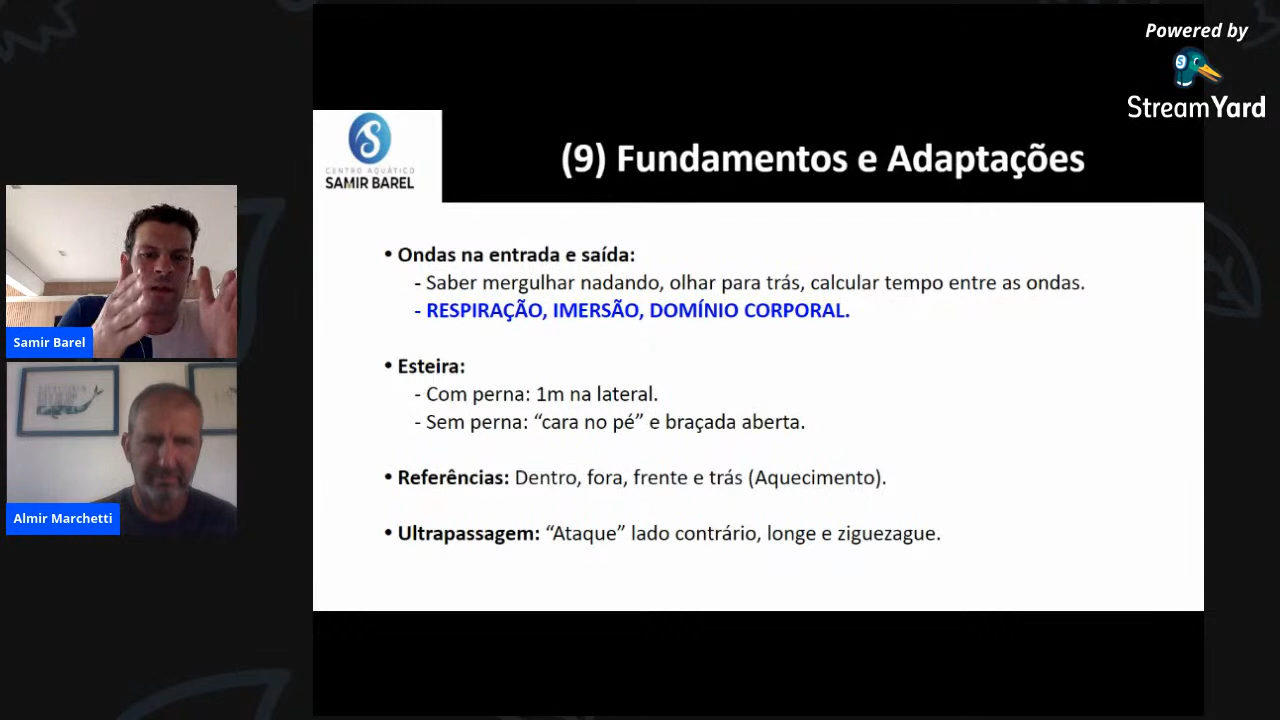 Powered by
StreamYard
CENTRO AQUÁTICO
SAMIR BAREL
(9) Fundamentos e Adaptações
• Ondas na entrada e saída:
- Saber mergulhar nadando, olhar para trás, calcular tempo entre as ondas.
- RESPIRAÇÃO, IMERSÃO, DOMÍNIO CORPORAL.
• Esteira:
- Com perna: 1m na lateral.
- Sem perna: “cara no pé” e braçada aberta.
• Referências: Dentro, fora, frente e trás (Aquecimento).
• Ultrapassagem: “Ataque” lado contrário, longe e ziguezague.
Samir Barel
Almir Marchetti